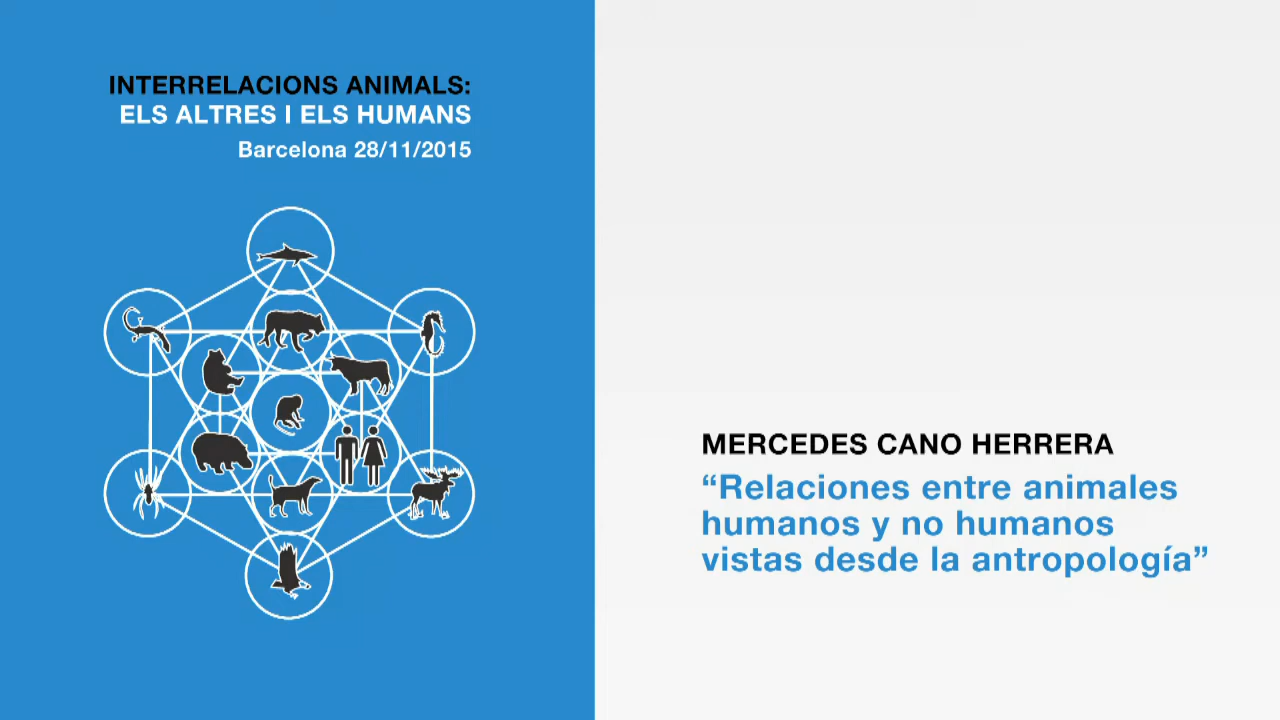 INTERRELACIONS ANIMALS:
ELS ALTRES I ELS HUMANS
Barcelona 28/11/2015
MERCEDES CANO HERRERA
“Relaciones entre animales
humanos y no humanos
vistas desde la antropología”